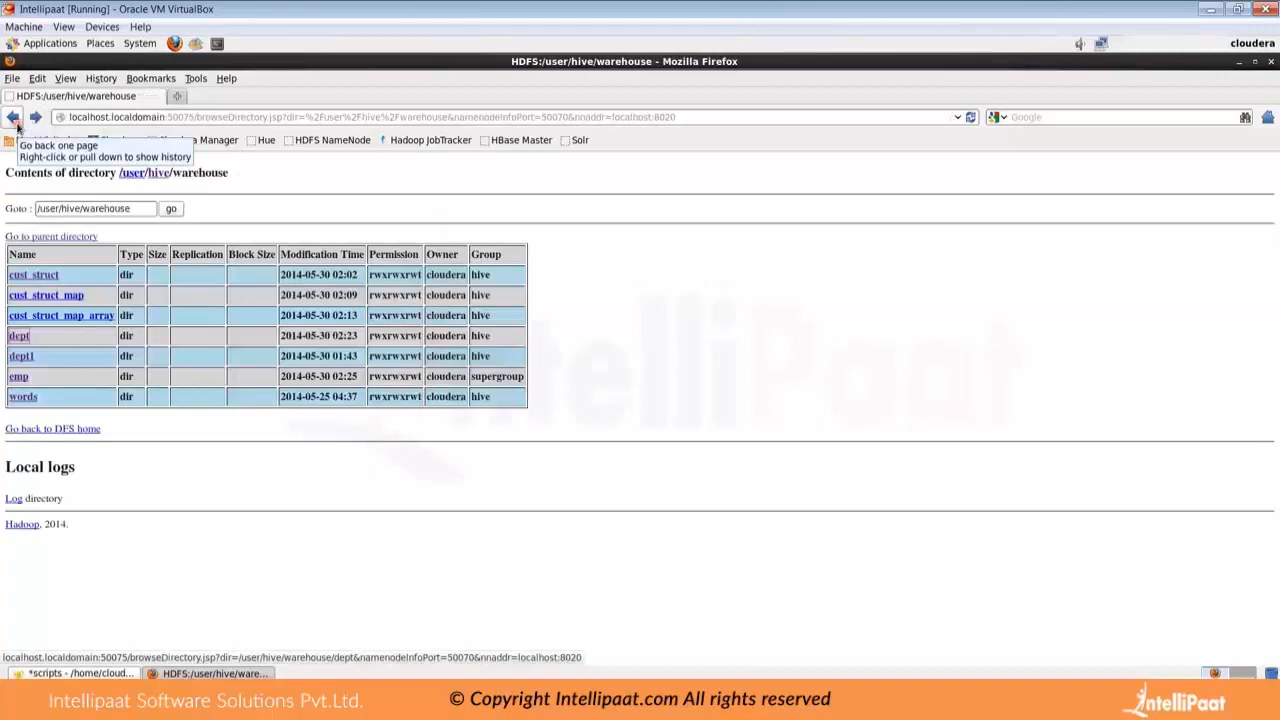 Intellipaat [Running] - Oracle VM VirtualBox
Machine View Devices Help
Applications Places System
cloudera
HDFS:/user/hive/warehouse - Mozilla Firefox
File Edit View History Bookmarks Tools Help
HDFS:/user/hive/warehouse
localhost.localdomain:50075/browseDirectory.jsp?dir=%2Fuser%2Fhive%2Fwarehouse&namenodeInfoPort=50070&nnaddr=localhost:8020
Google
Manager Hue HDFS NameNode Hadoop JobTracker HBase Master Solr
Go back one page
Right-click or pull down to show history
Contents of directory /user/hive/warehouse
Goto : /user/hive/warehouse go
Go to parent directory
Name Type Size Replication Block Size Modification Time Permission Owner Group
cust_struct dir 2014-05-30 02:02 rwxrwxrwt cloudera hive
cust_struct_map dir 2014-05-30 02:09 rwxrwxrwt cloudera hive
cust_struct_map_array dir 2014-05-30 02:13 rwxrwxrwt cloudera hive
dept dir 2014-05-30 02:23 rwxrwxrwt cloudera hive
dept1 dir 2014-05-30 01:43 rwxrwxrwt cloudera hive
emp dir 2014-05-30 02:25 rwxrwxrwt cloudera supergroup
words dir 2014-05-25 04:37 rwxrwxrwt cloudera hive
IntelliPaat
Go back to DFS home
Local logs
Log directory
Hadoop, 2014.
localhost.localdomain:50075/browseDirectory.jsp?dir=/user/hive/warehouse/dept&namenodeInfoPort=50070&nnaddr=localhost:8020
*scripts - /home/cloud... HDFS:/user/hive/ware...
Intellipaat Software Solutions Pvt.Ltd. © Copyright Intellipaat.com All rights reserved IntelliPaat